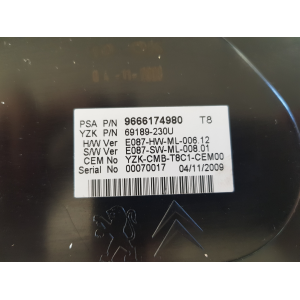 PSA P/N 9666174980 T8
YZK P/N 69189-230U
H/W Ver E087-HW-ML-006.12
S/W Ver E087-SW-ML-008.01
CEM No YZK-CMB-T8C1-CEM00
Serial No 00070017 04/11/2009